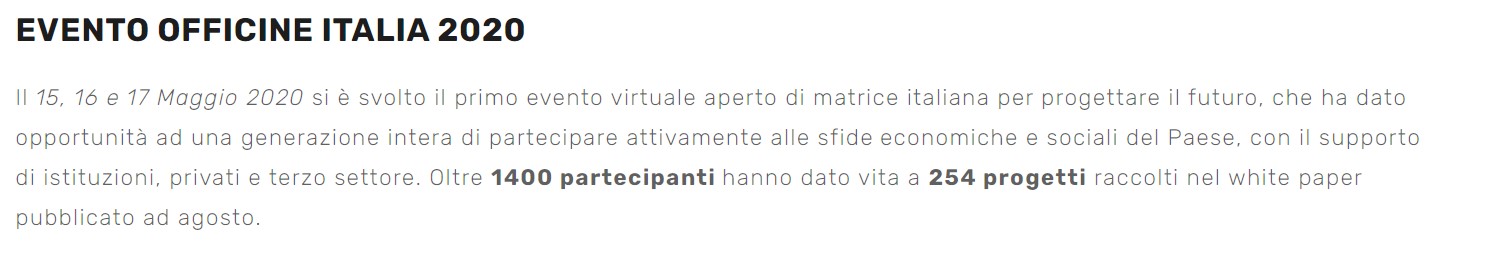 EVENTO OFFICINE ITALIA 2020
Il 15, 16 e 17 Maggio 2020 si è svolto il primo evento virtuale aperto di matrice italiana per progettare il futuro, che ha dato
opportunità ad una generazione intera di partecipare attivamente alle sfide economiche e sociali del Paese, con il supporto
di istituzioni, privati e terzo settore. Oltre 1400 partecipanti hanno dato vita a 254 progetti raccolti nel white paper
pubblicato ad agosto.